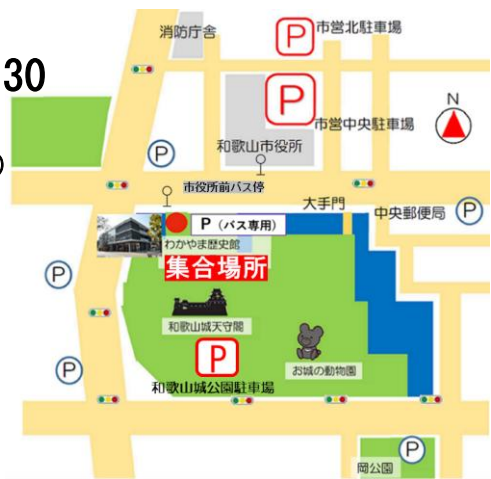 消防庁舎
P
市営北駐車場
30
P
市営中央駐車場
N
P
和歌山市役所
市役所前バス停
大手門
中央郵便局
P
P（バス専用）
わかやま歴史館
集合場所
P
和歌山城天守閣
P
お城の動物園
P
和歌山城公園駐車場
P
岡公園